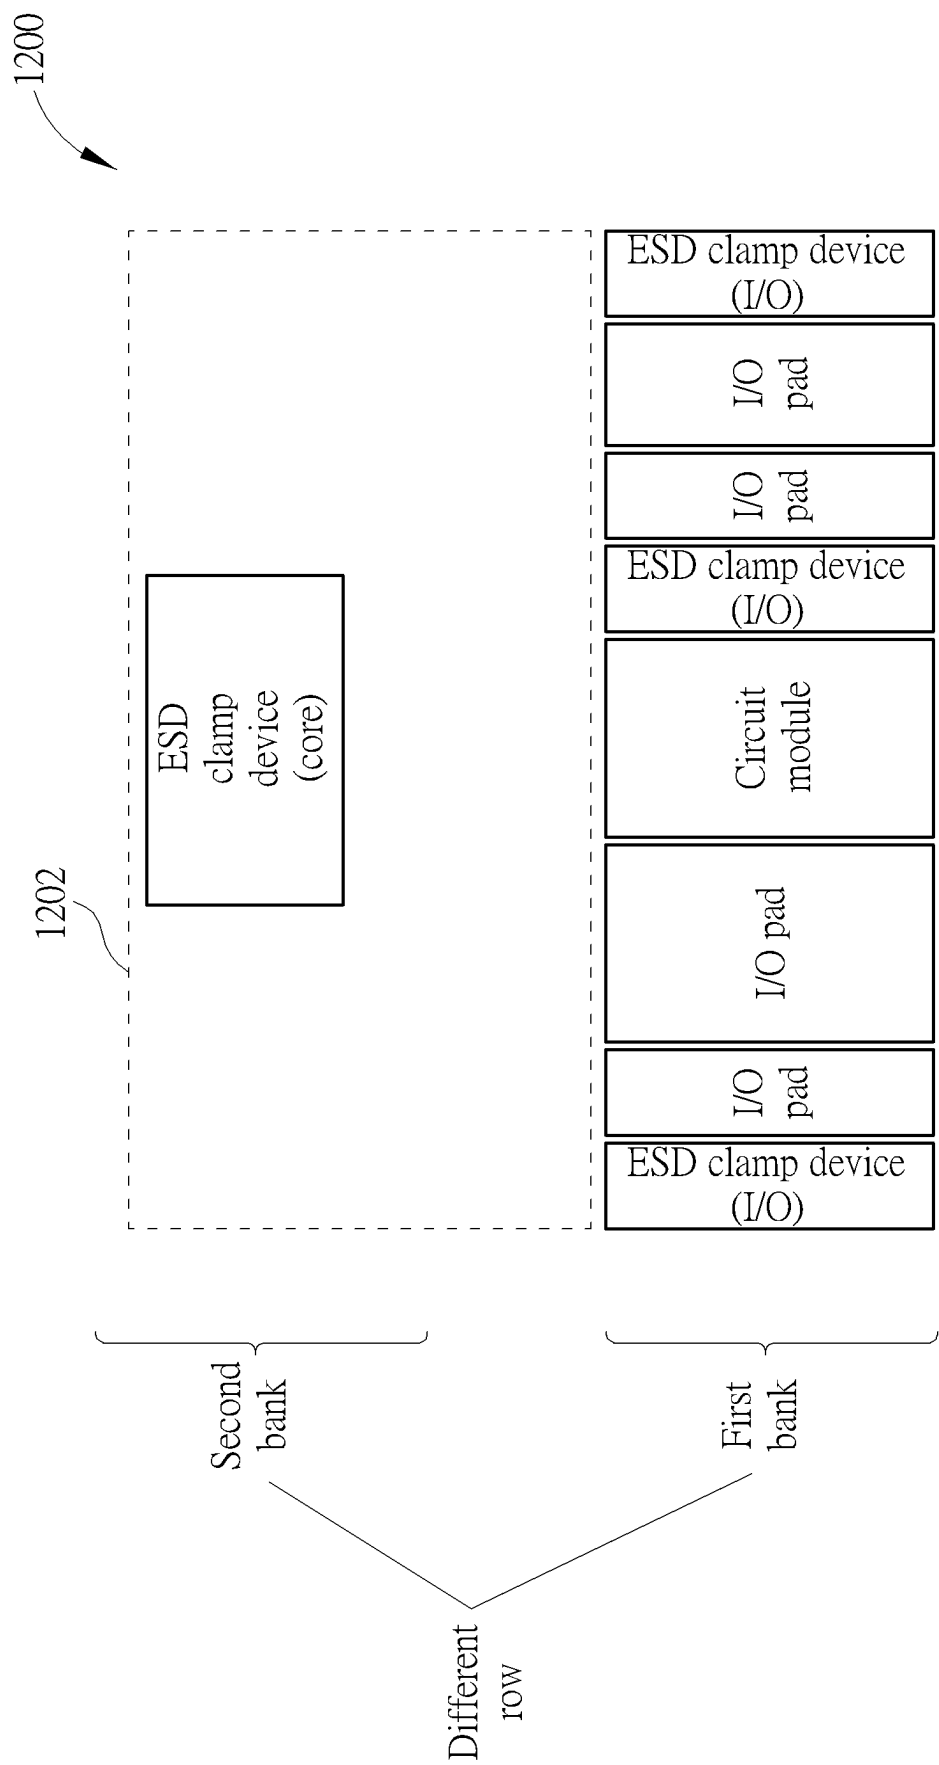 1200
1202
Different
row
Second
bank
ESD
clamp
device
(core)
First
bank
ESD clamp device
(I/O)
I/O
pad
I/O pad
Circuit
module
ESD clamp device
(I/O)
I/O
pad
I/O
pad
ESD clamp device
(I/O)